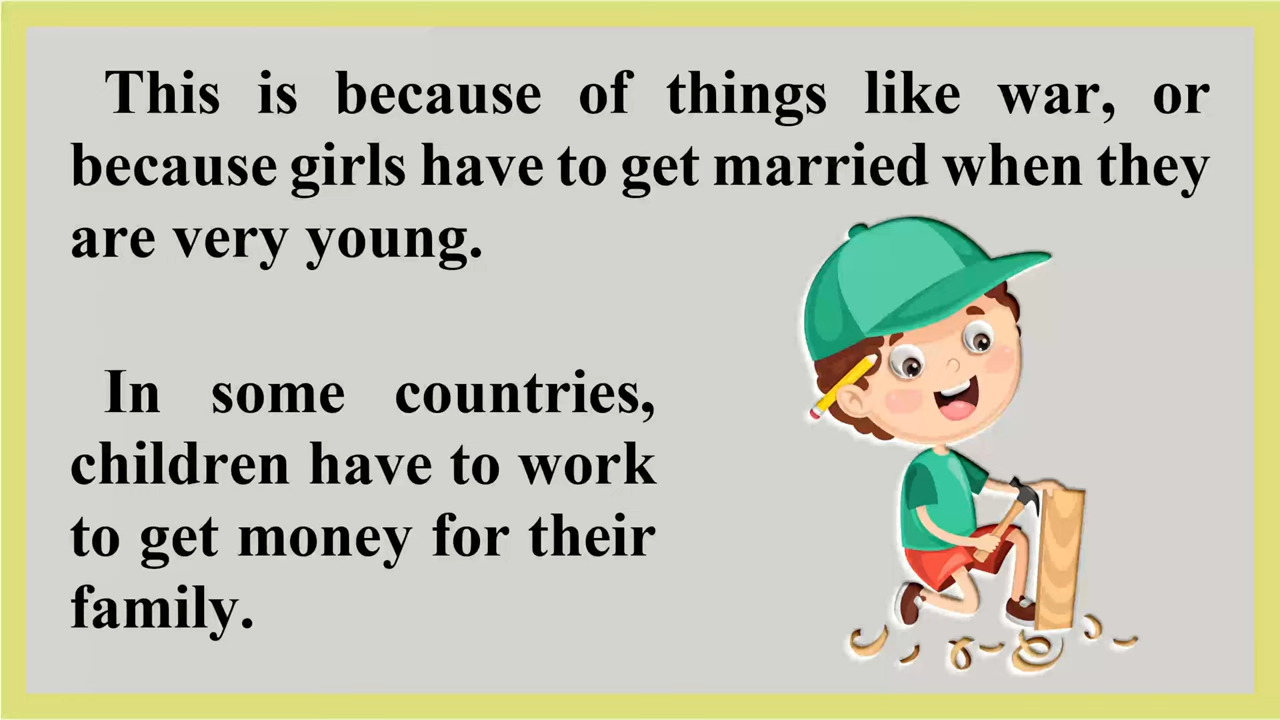 This is because of things like war, or
because girls have to get married when they
are very young.
In some countries,
children have to work
to get money for their
family.